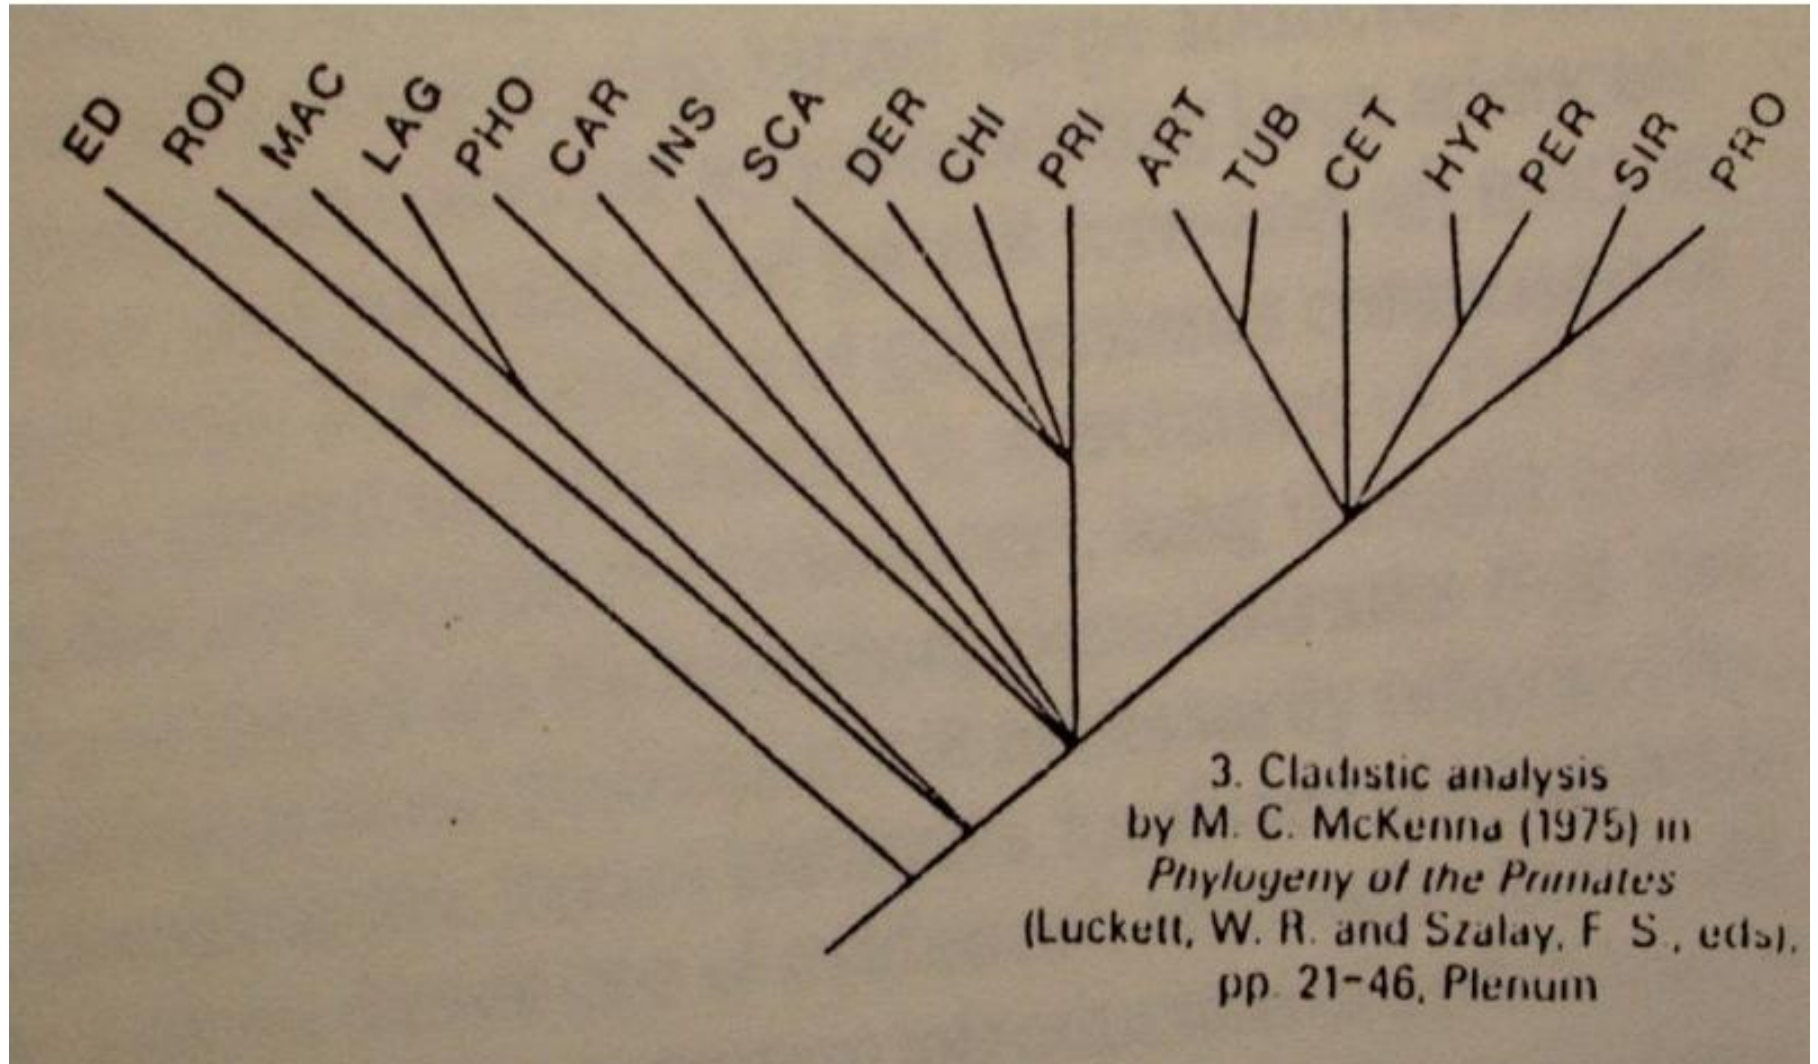 ED ROD MAC LAG PHO CAR INS SCA DER CHI PRI ART TUB CET HYR PER SIR PRO
3. Cladistic analysis
by M. C. McKenna (1975) in
Phylogeny of the Primates
(Luckett, W. R. and Szalay, F. S., eds),
pp. 21-46, Plenum